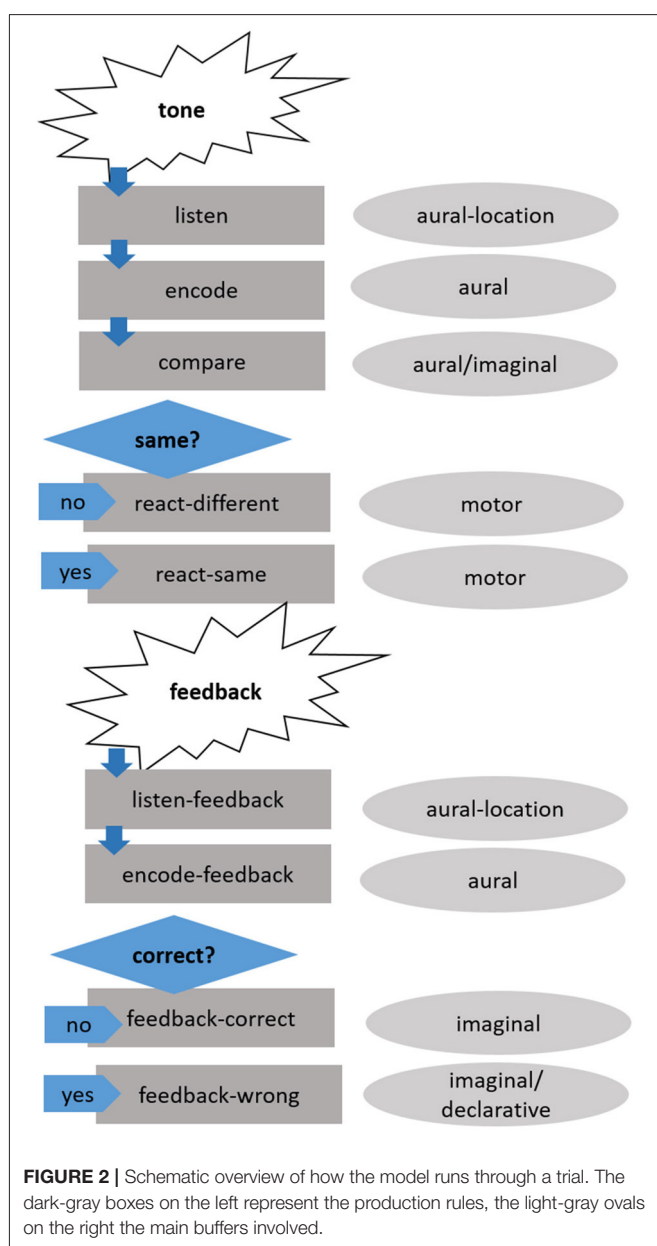 tone
listen
aural-location
encode
aural
compare
aural/imaginal
same?
no
react-different
motor
yes
react-same
motor
feedback
listen-feedback
aural-location
encode-feedback
aural
correct?
no
feedback-correct
imaginal
yes
feedback-wrong
imaginal/
declarative
FIGURE 2 | Schematic overview of how the model runs through a trial. The
dark-gray boxes on the left represent the production rules, the light-gray ovals
on the right the main buffers involved.